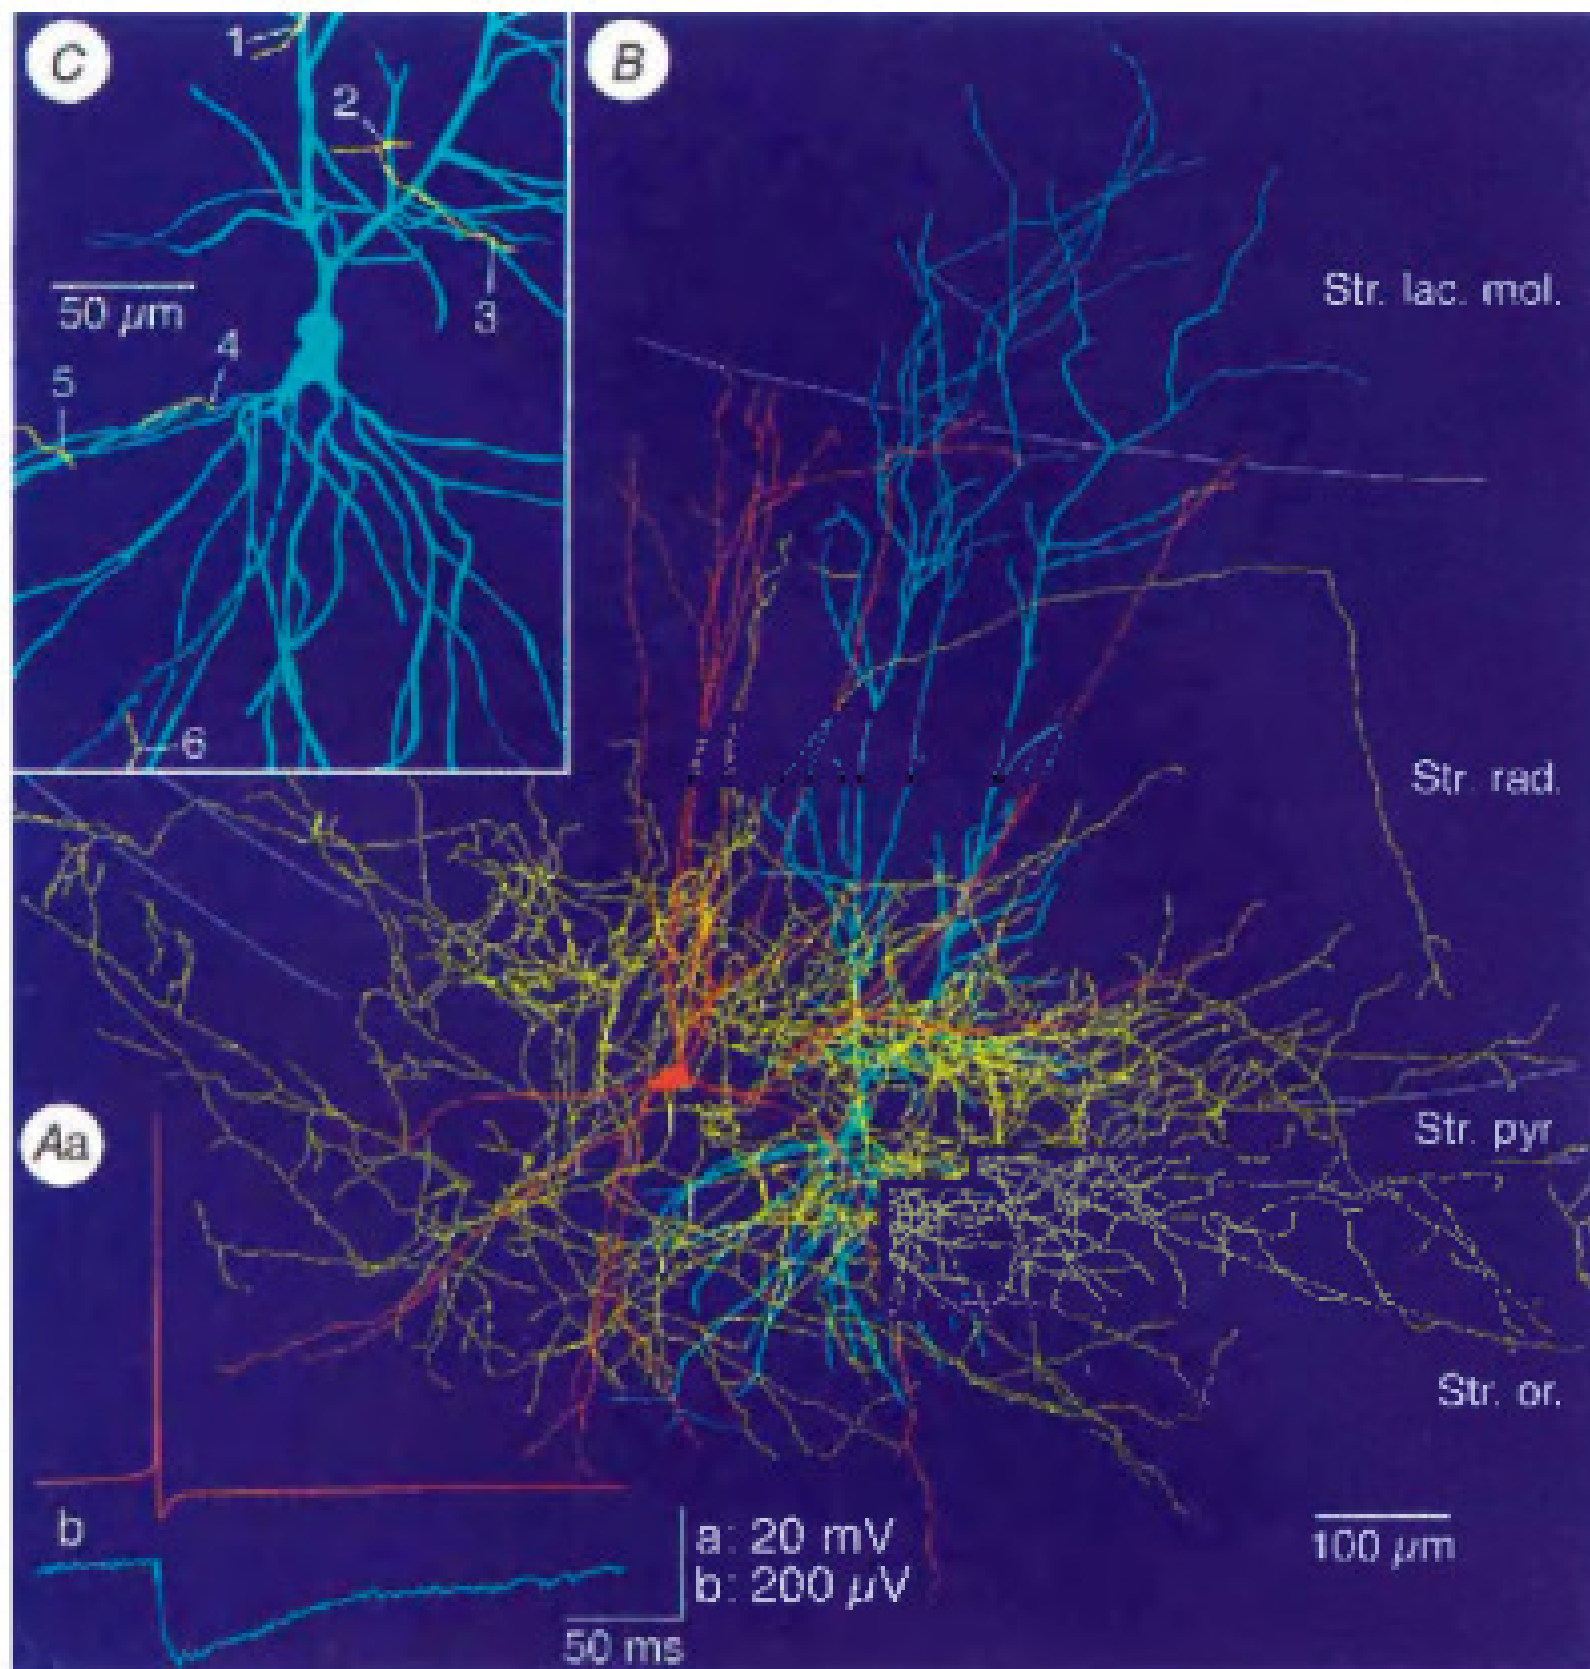 C
1
2
50 µm
3
4
5
6
B
Str. lac. mol.
Str. rad.
Str. pyr
Str. or.
100 µm
Aa
b
a: 20 mV
b: 200 µV
50 ms